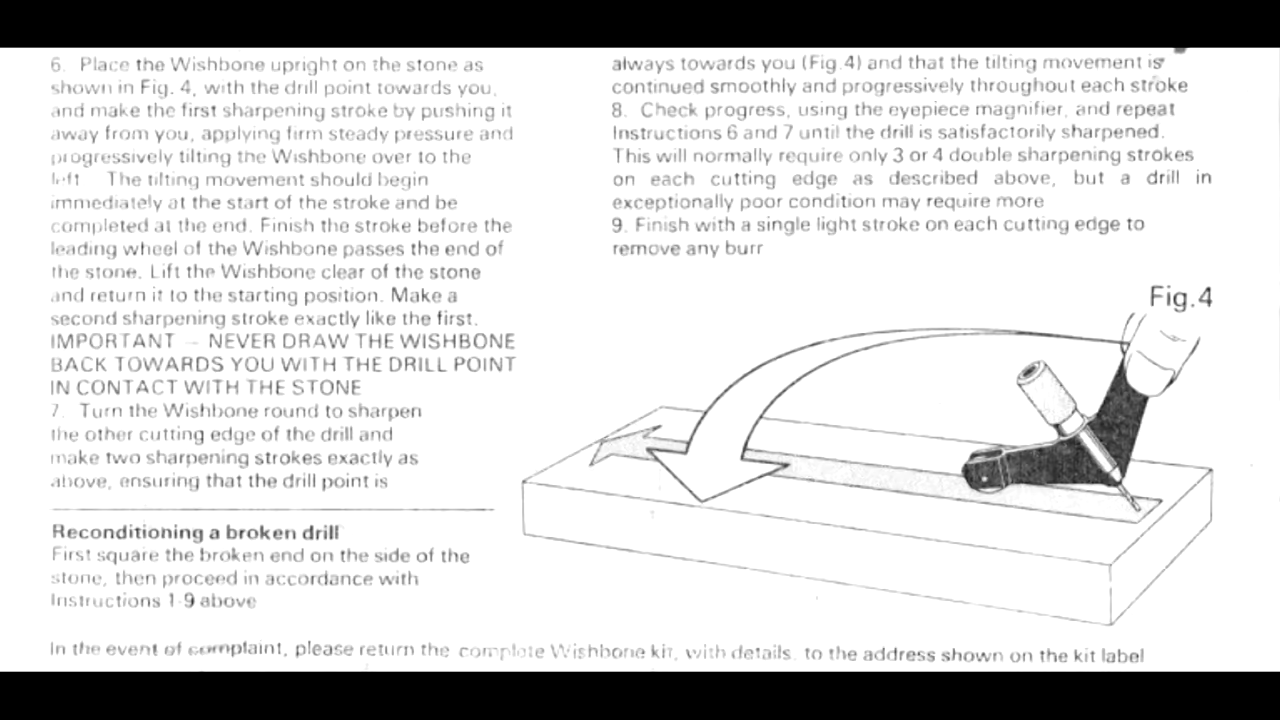 6. Place the Wishbone upright on the stone as
shown in Fig. 4, with the drill point towards you,
and make the first sharpening stroke by pushing it
away from you, applying firm steady pressure and
progressively tilting the Wishbone over to the
left The tilting movement should begin
immediately at the start of the stroke and be
completed at the end. Finish the stroke before the
leading wheel of the Wishbone passes the end of
the stone. Lift the Wishbone clear of the stone
and return it to the starting position. Make a
second sharpening stroke exactly like the first.
IMPORTANT – NEVER DRAW THE WISHBONE
BACK TOWARDS YOU WITH THE DRILL POINT
IN CONTACT WITH THE STONE
7. Turn the Wishbone round to sharpen
the other cutting edge of the drill and
make two sharpening strokes exactly as
above, ensuring that the drill point is
always towards you (Fig.4) and that the tilting movement is
continued smoothly and progressively throughout each stroke
8. Check progress, using the eyepiece magnifier, and repeat
Instructions 6 and 7 until the drill is satisfactorily sharpened.
This will normally require only 3 or 4 double sharpening strokes
on each cutting edge as described above, but a drill in
exceptionally poor condition may require more
9. Finish with a single light stroke on each cutting edge to
remove any burr
Fig.4
Reconditioning a broken drill
First square the broken end on the side of the
stone, then proceed in accordance with
Instructions 1-9 above
In the event of complaint, please return the complete Wishbone kit, with details, to the address shown on the kit label